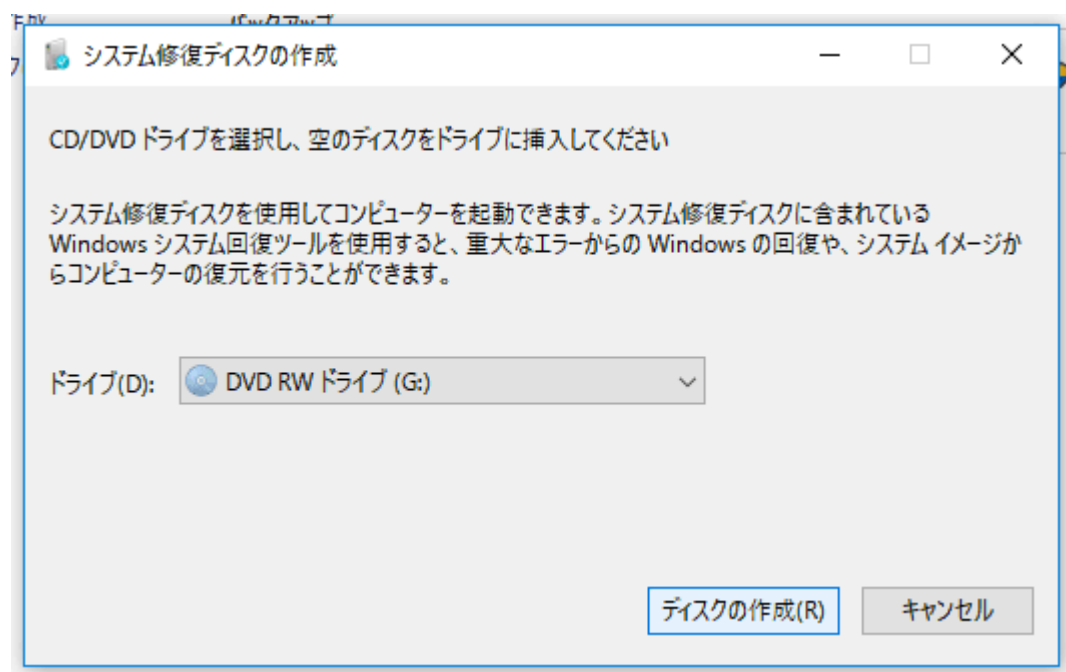 バックアップ
システム修復ディスクの作成
CD/DVD ドライブを選択し、空のディスクをドライブに挿入してください
システム修復ディスクを使用してコンピューターを起動できます。システム修復ディスクに含まれている
Windows システム回復ツールを使用すると、重大なエラーからの Windows の回復や、システム イメージか
らコンピューターの復元を行うことができます。
ドライブ(D):
DVD RW ドライブ (G:)
ディスクの作成(R)
キャンセル